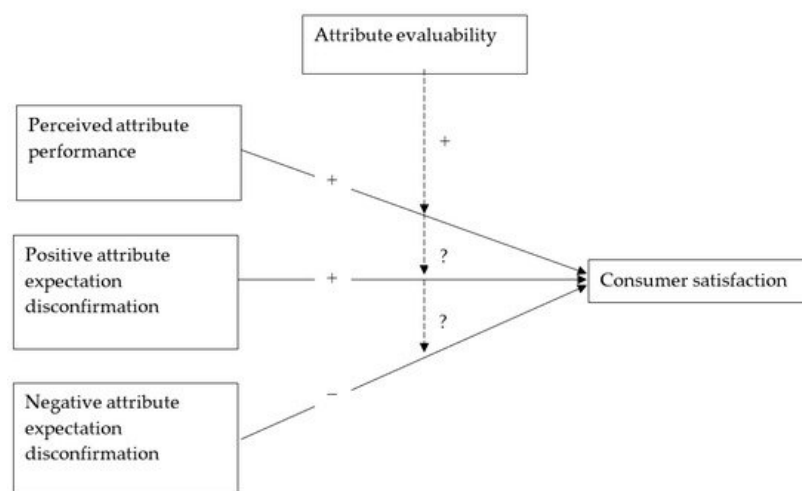 Attribute evaluability
Perceived attribute
performance
+
+
Positive attribute
expectation
disconfirmation
+
?
Consumer satisfaction
?
Negative attribute
expectation
disconfirmation
−